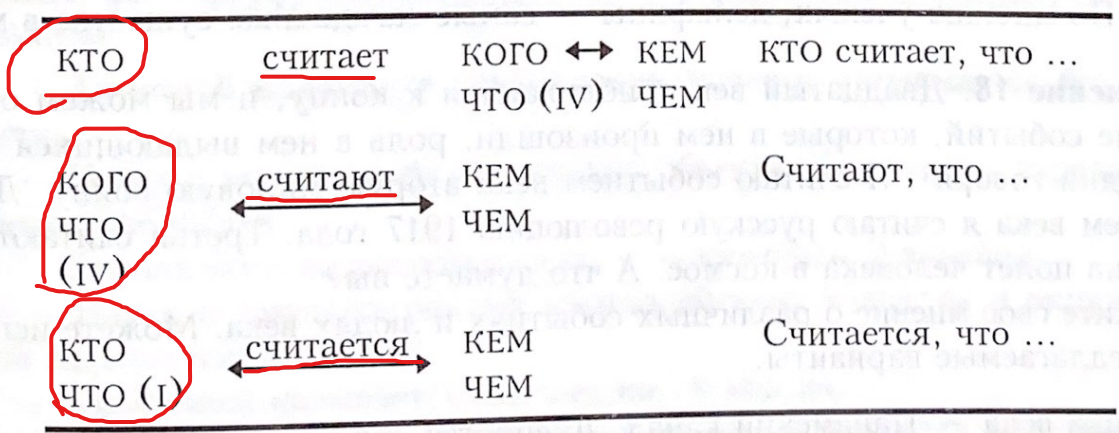 КТО считает КОГО ↔ КЕМ КТО считает, что ...
ЧТО (IV) ЧЕМ
КОГО считают КЕМ Считают, что...
ЧТО ЧЕМ
(IV)
КТО считается КЕМ Считается, что ...
ЧТО (I) ЧЕМ